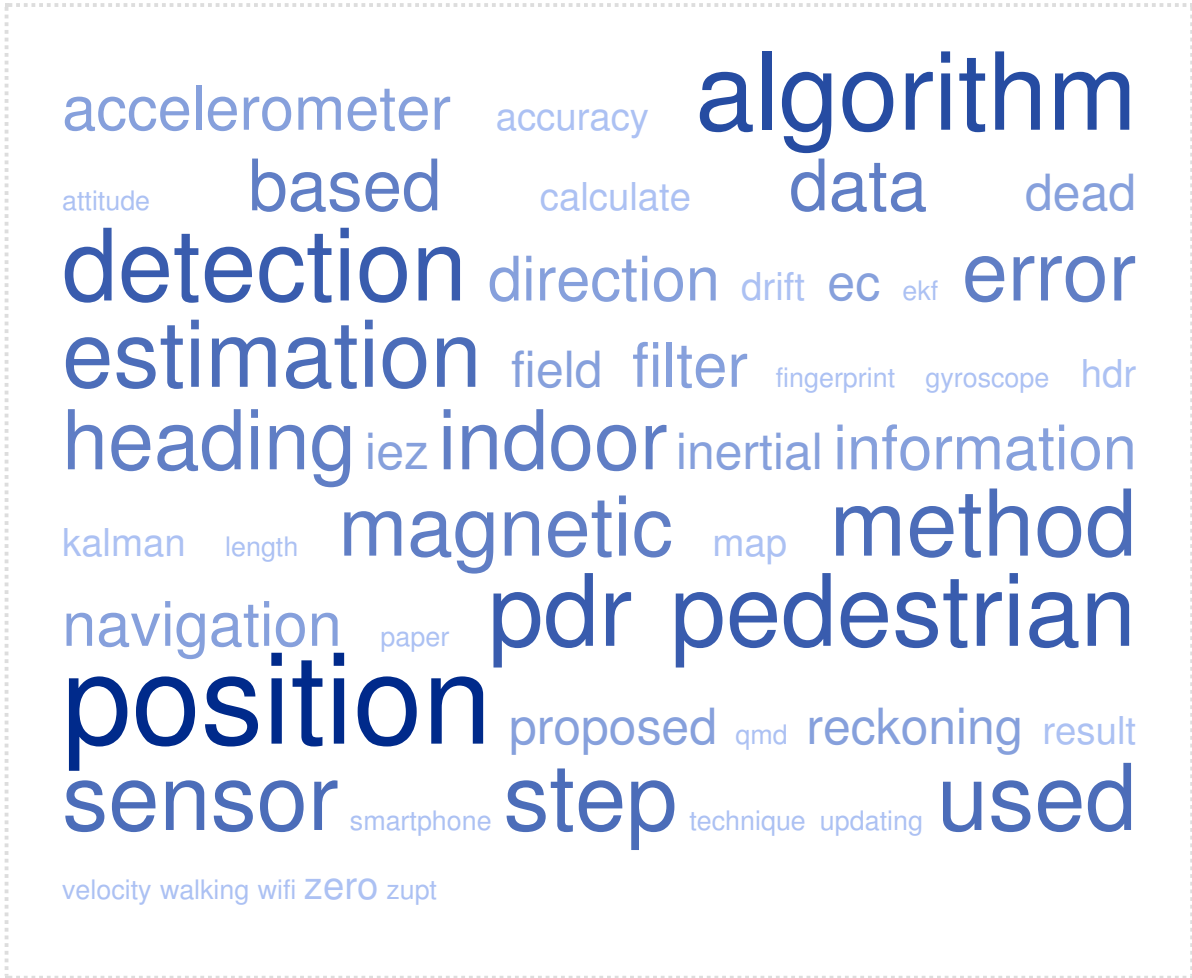 accelerometer accuracy algorithm
attitude based calculate data dead
detection direction drift ec ekf error
estimation field filter fingerprint gyroscope hdr
heading iez indoor inertial information
kalman length magnetic map method
navigation paper pdr pedestrian
position proposed qmd reckoning result
sensor smartphone step technique updating used
velocity walking wifi zero zupt